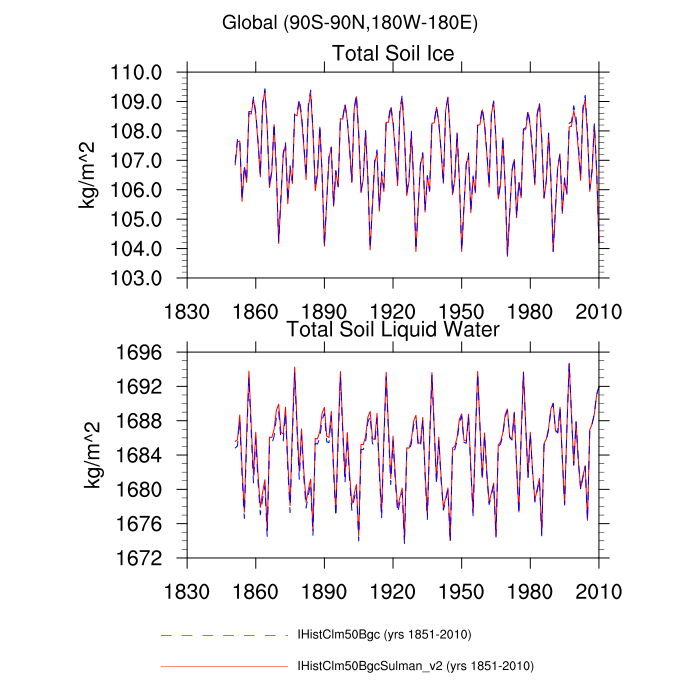 Global (90S-90N,180W-180E)
Total Soil Ice
110.0
109.0
108.0
107.0
106.0
105.0
104.0
103.0
kg/m^2
1830 1860 1890 1920 1950 1980 2010
Total Soil Liquid Water
1696
1692
1688
1684
1680
1676
1672
kg/m^2
1830 1860 1890 1920 1950 1980 2010
IHistClm50Bgc (yrs 1851-2010)
IHistClm50BgcSulman_v2 (yrs 1851-2010)